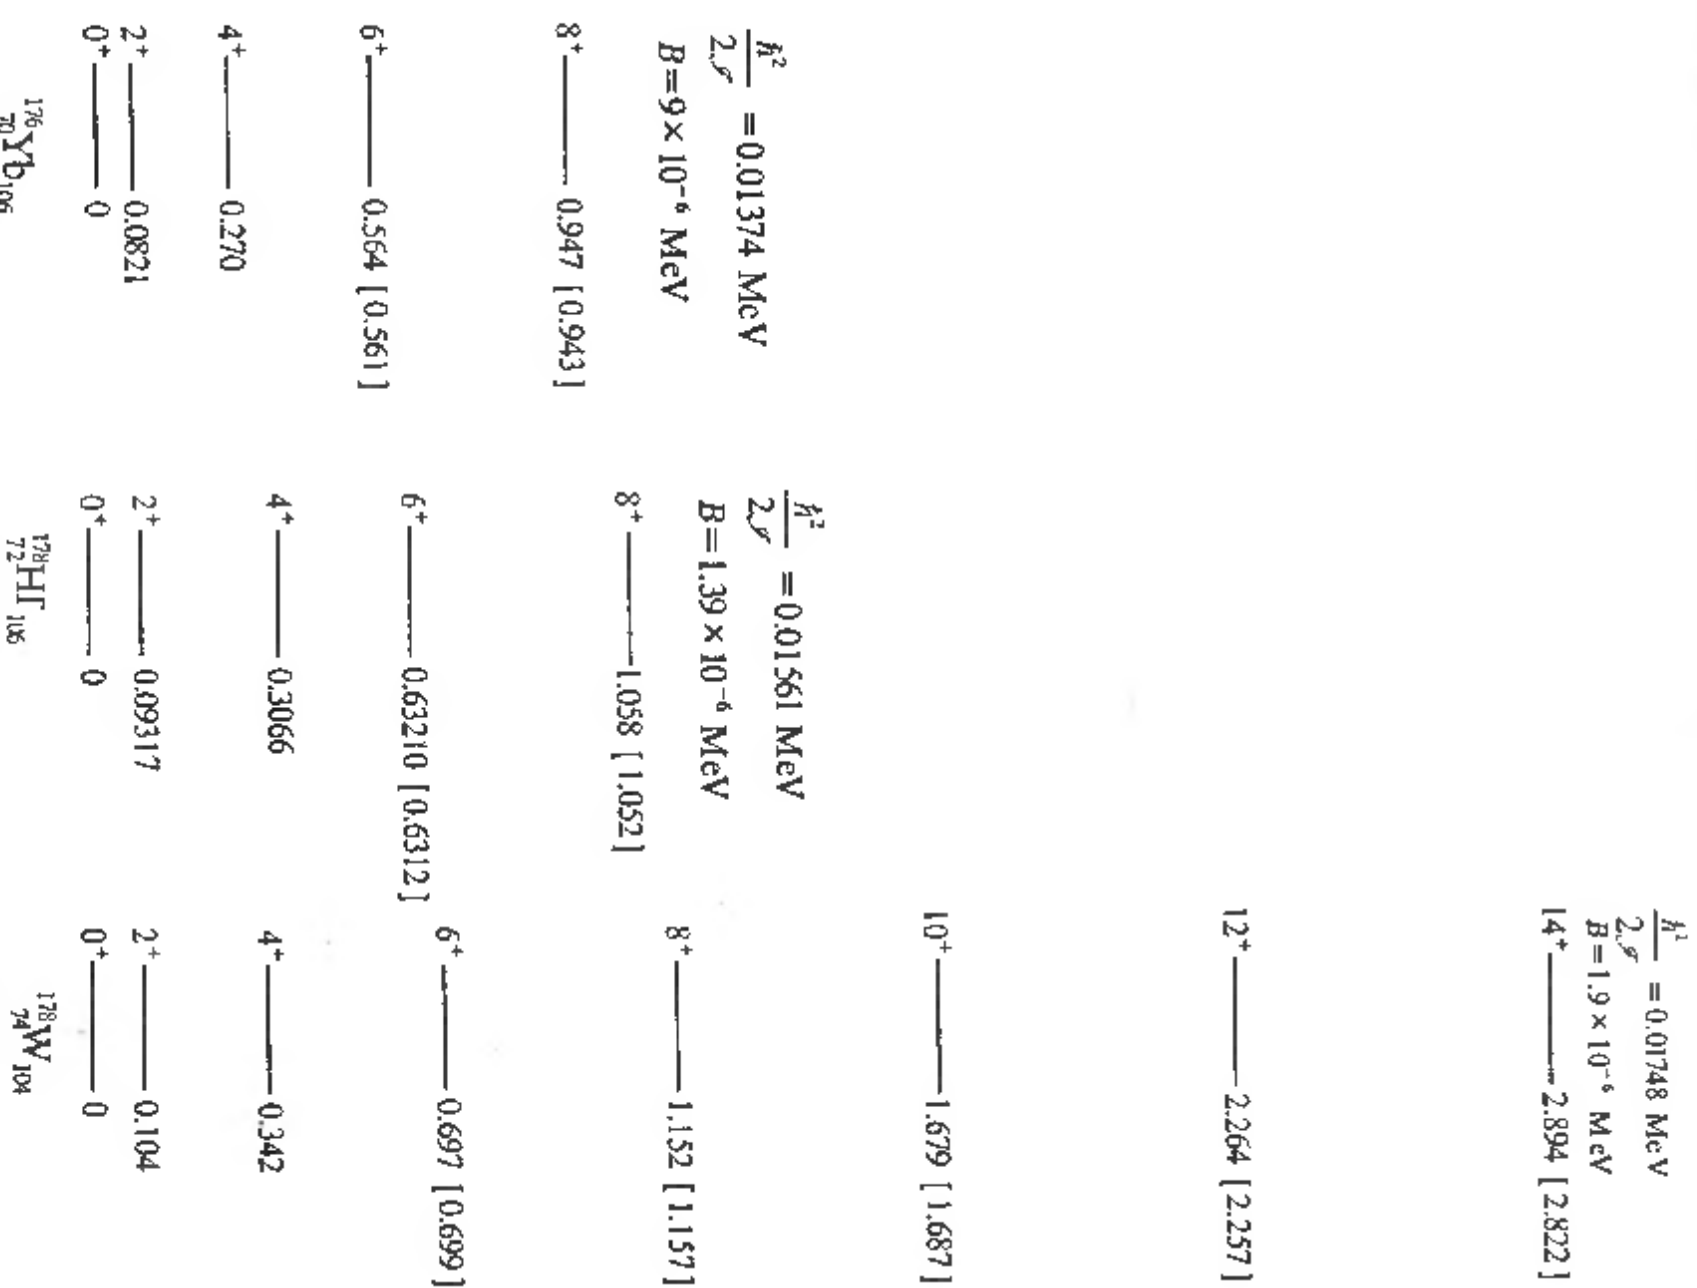 ℏ²/2𝓘 = 0.01748 MeV
B=1.9×10⁻⁶ MeV
14⁺ 2.894 [2.822]
12⁺ 2.264 [2.257]
10⁺ 1.679 [1.687]
8⁺ 1.152 [1.157]
6⁺ 0.697 [0.699]
4⁺ 0.342
2⁺ 0.104
0⁺ 0
¹⁷⁸₇₄W₁₀₄
ℏ²/2𝓘 = 0.01561 MeV
B=1.39×10⁻⁶ MeV
8⁺ 1.058 [1.052]
6⁺ 0.63210 [0.6312]
4⁺ 0.3066
2⁺ 0.09317
0⁺ 0
¹⁷⁸₇₂Hf₁₀₆
ℏ²/2𝓘 = 0.01374 MeV
B=9×10⁻⁶ MeV
8⁺ 0.947 [0.943]
6⁺ 0.564 [0.561]
4⁺ 0.270
2⁺ 0.0821
0⁺ 0
¹⁷⁶₇₀Yb₁₀₆